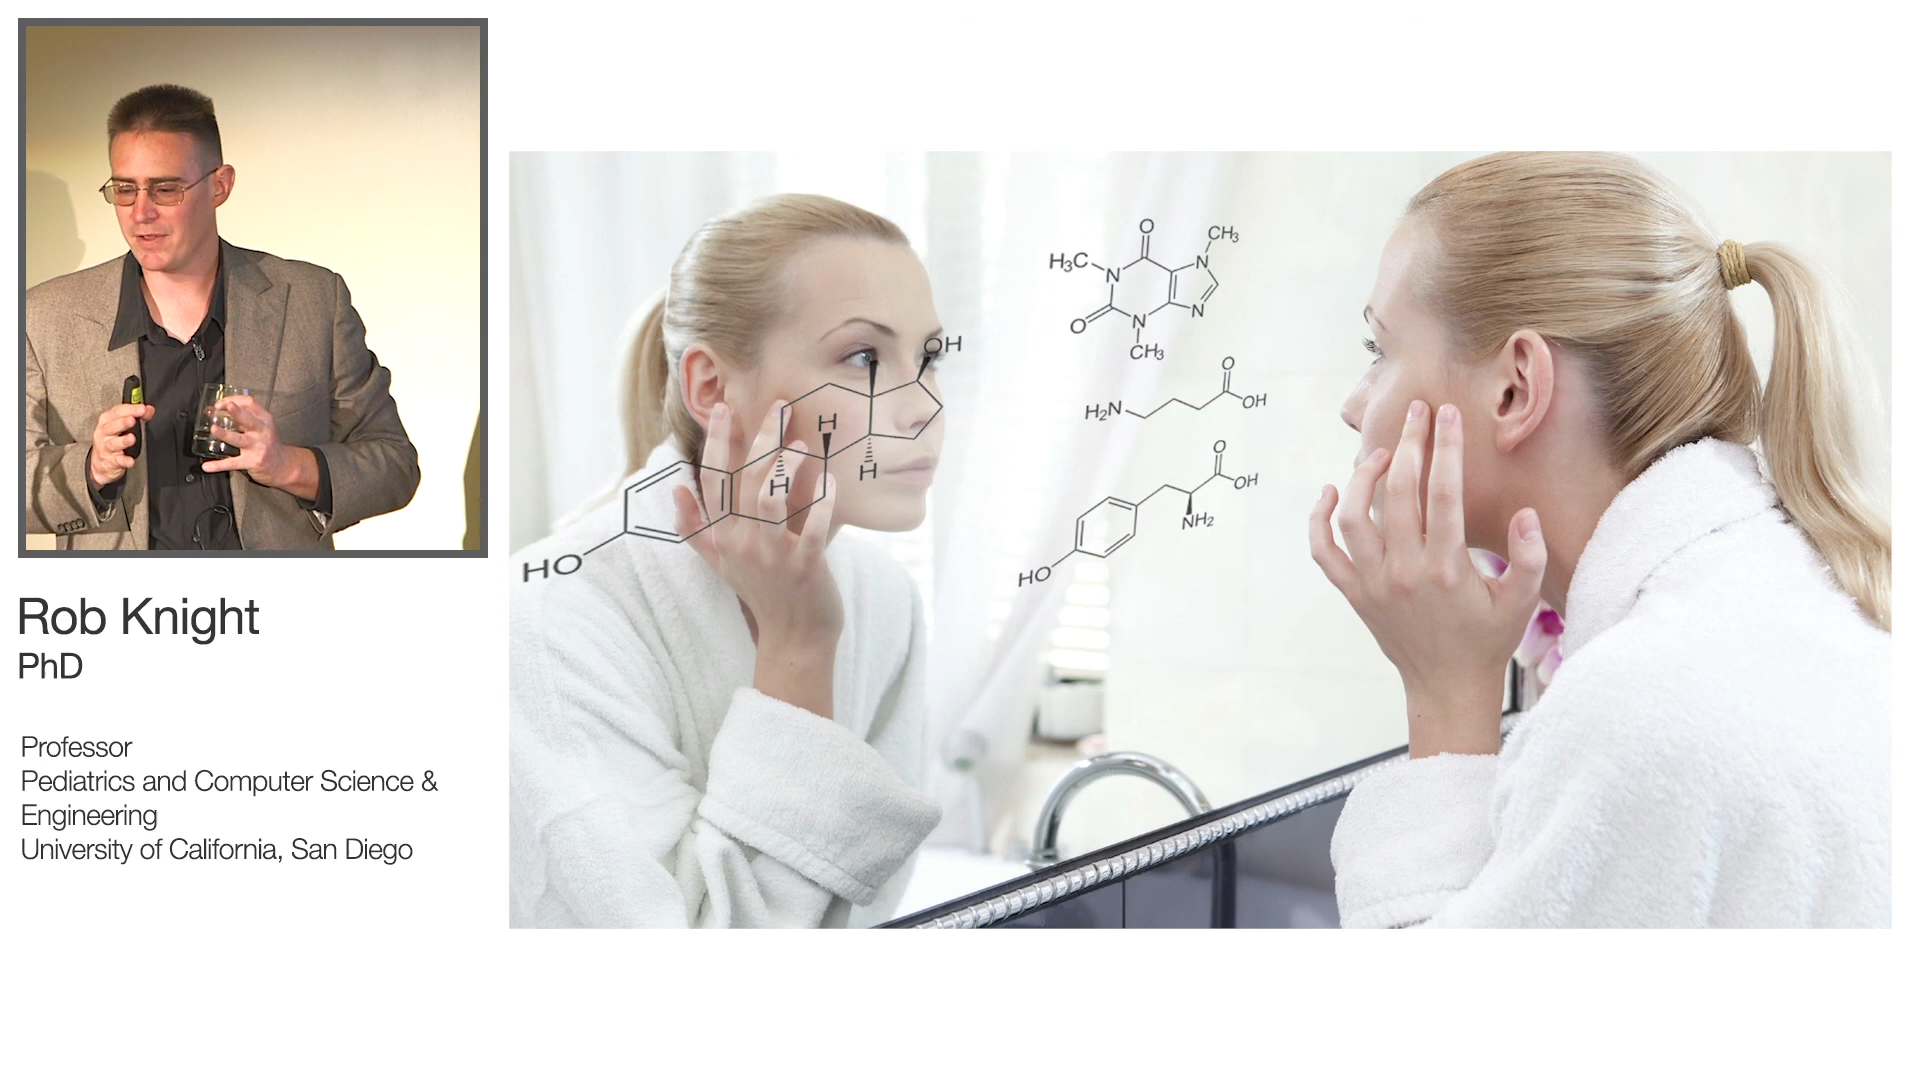 Rob Knight
PhD
Professor
Pediatrics and Computer Science &
Engineering
University of California, San Diego
O
CH₃
H₃C
N
N
O
N
N
CH₃
OH
O
H₂N
OH
H
H
H
O
OH
NH₂
HO
HO